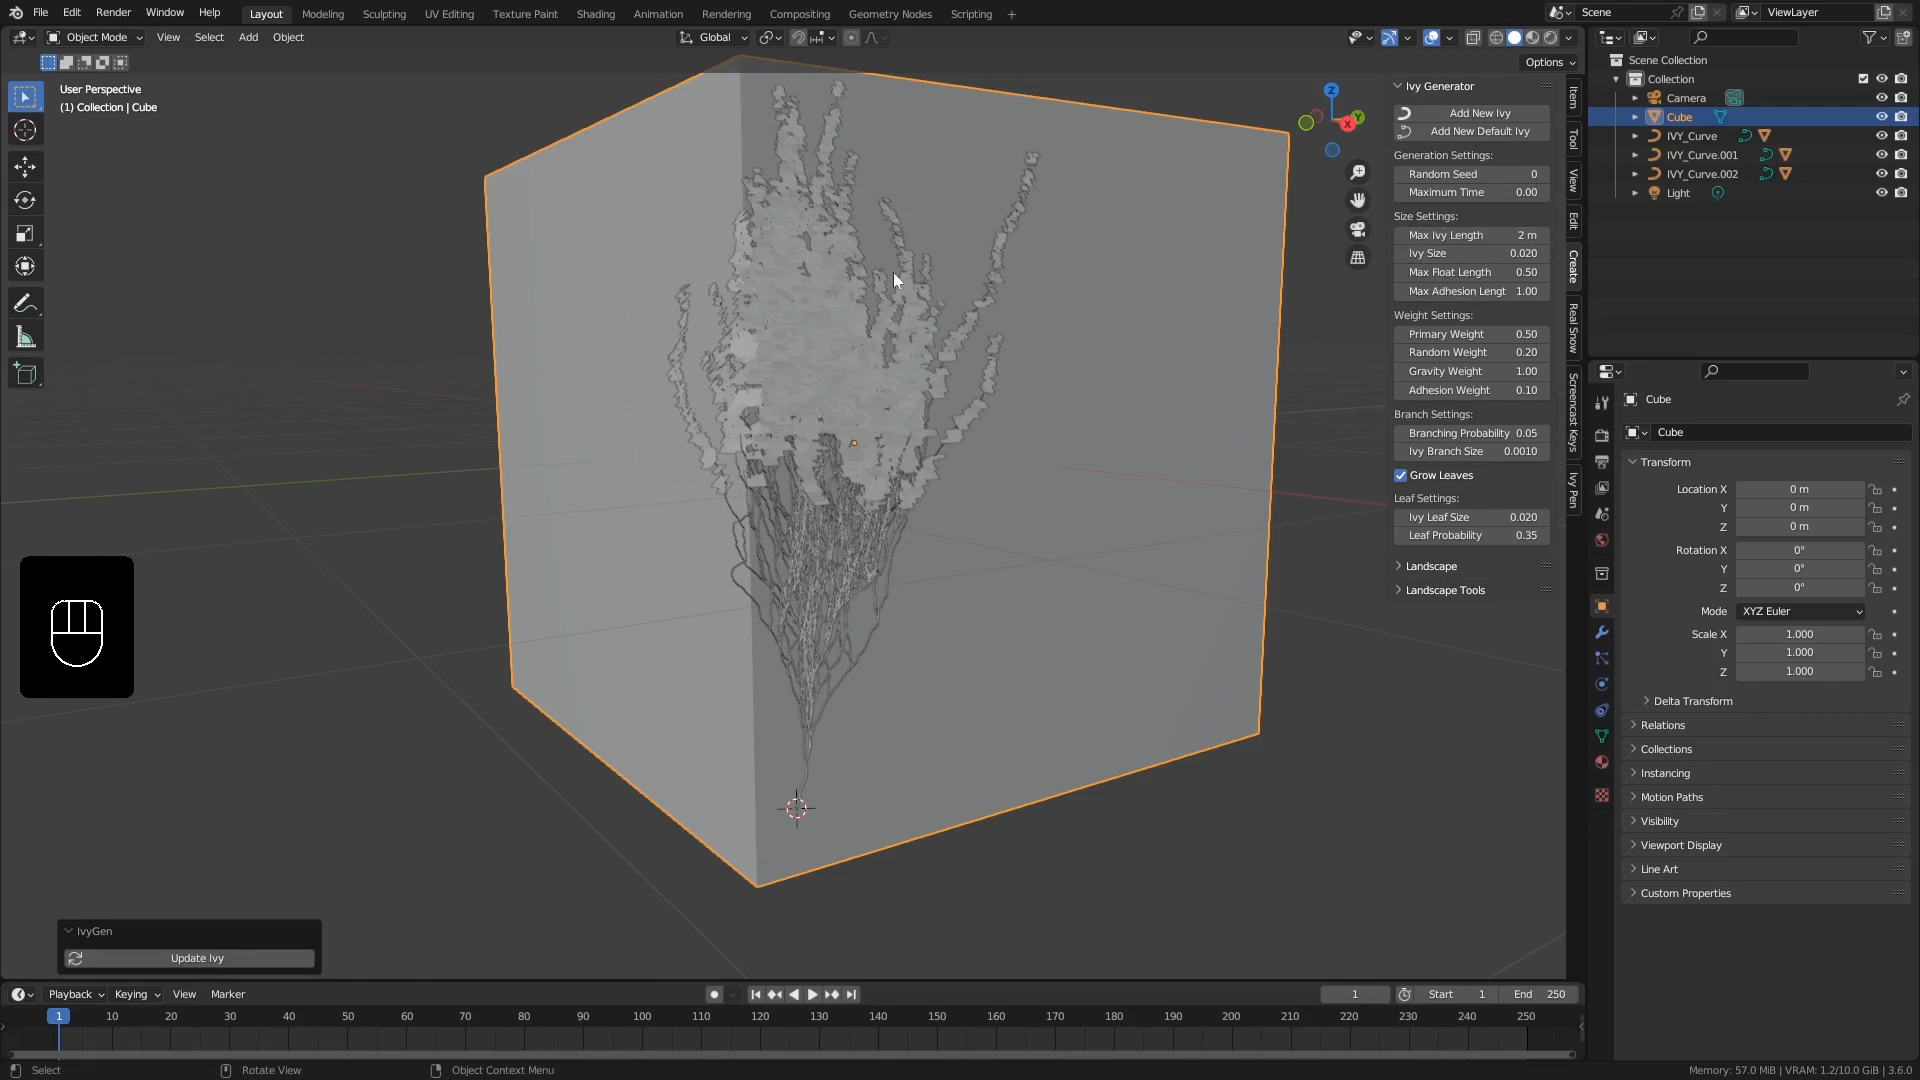 File Edit Render Window Help Layout Modeling Sculpting UV Editing Texture Paint Shading Animation Rendering Compositing Geometry Nodes Scripting + Scene ViewLayer
Object Mode View Select Add Object Global
Options
User Perspective
(1) Collection | Cube
Z
Y
X
Ivy Generator
Add New Ivy
Add New Default Ivy
Generation Settings:
Random Seed 0
Maximum Time 0.00
Size Settings:
Max Ivy Length 2 m
Ivy Size 0.020
Max Float Length 0.50
Max Adhesion Lengt 1.00
Weight Settings:
Primary Weight 0.50
Random Weight 0.20
Gravity Weight 1.00
Adhesion Weight 0.10
Branch Settings:
Branching Probability 0.05
Ivy Branch Size 0.0010
Grow Leaves
Leaf Settings:
Ivy Leaf Size 0.020
Leaf Probability 0.35
Landscape
Landscape Tools
Item
Tool
View
Edit
Create
Real Snow
Screencast Keys
Ivy Pen
Scene Collection
Collection
Camera
Cube
IVY_Curve
IVY_Curve.001
IVY_Curve.002
Light
Cube
Cube
Transform
Location X 0 m
Y 0 m
Z 0 m
Rotation X 0°
Y 0°
Z 0°
Mode XYZ Euler
Scale X 1.000
Y 1.000
Z 1.000
Delta Transform
Relations
Collections
Instancing
Motion Paths
Visibility
Viewport Display
Line Art
Custom Properties
IvyGen
Update Ivy
Playback Keying View Marker 1 Start 1 End 250
1 10 20 30 40 50 60 70 80 90 100 110 120 130 140 150 160 170 180 190 200 210 220 230 240 250
Select Rotate View Object Context Menu Memory: 57.0 MiB | VRAM: 1.2/10.0 GiB | 3.6.0